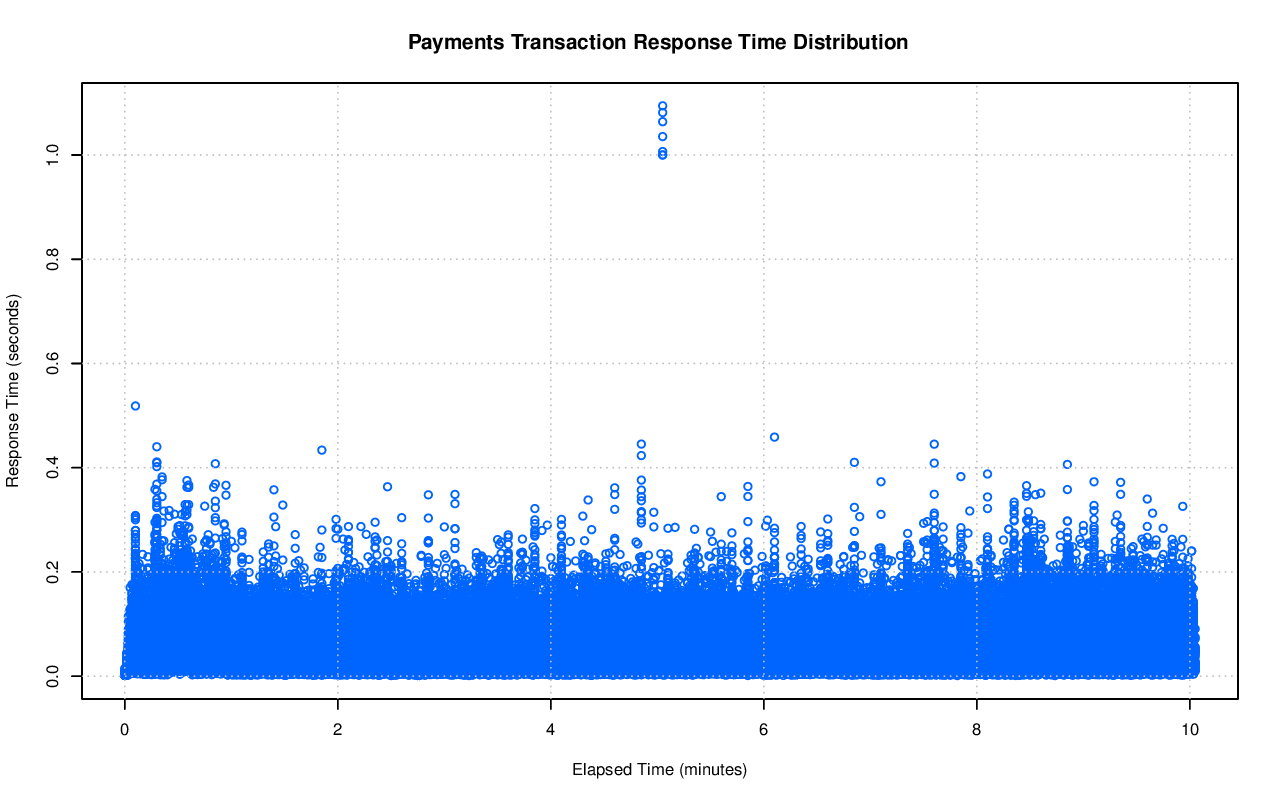 Payments Transaction Response Time Distribution
1.0
0.8
0.6
0.4
0.2
0.0
Response Time (seconds)
0 2 4 6 8 10
Elapsed Time (minutes)